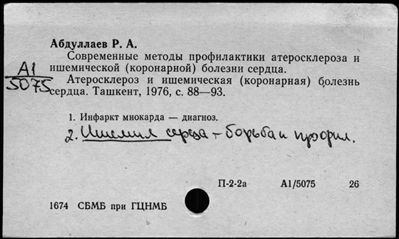 Абдуллаев Р. А.
Современные методы профилактики атеросклероза и
ишемической (коронарной) болезни сердца.
А1
5075
Атеросклероз и ишемическая (коронарная) болезнь
сердца. Ташкент, 1976, с. 88—93.
1. Инфаркт миокарда — диагноз.
2. Ишемия сердца – борьба и профил.
П-2-2а А1/5075 26
1674 СБМБ при ГЦНМБ